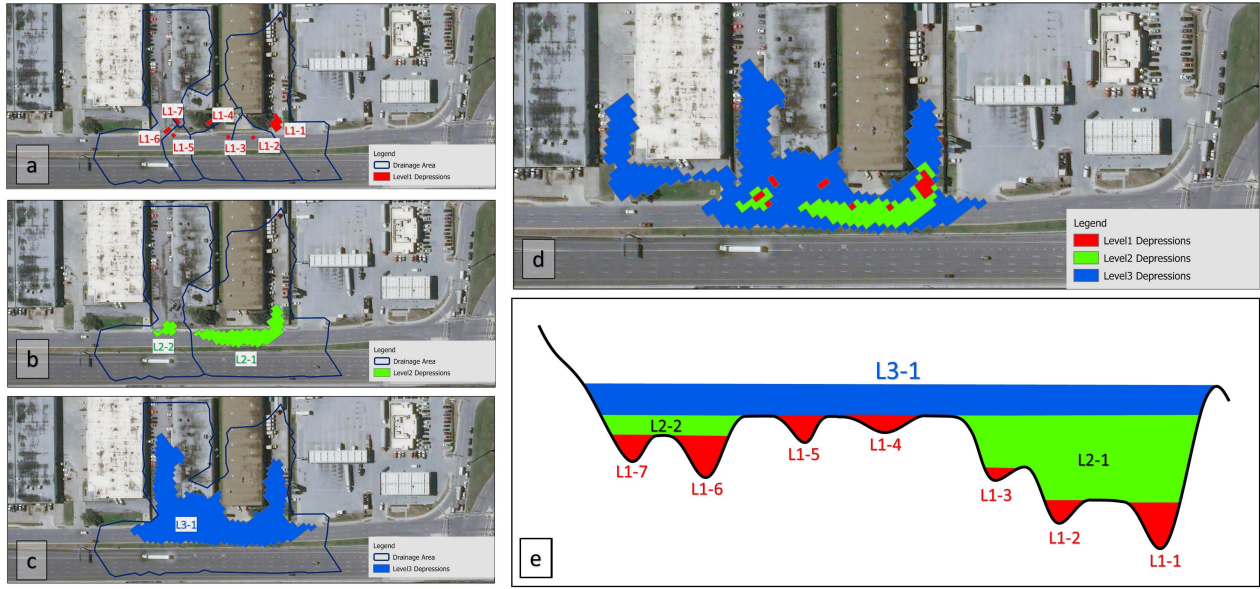 L1-7
L1-4
L1-6
L1-5
L1-3
L1-2
L1-1
Legend
Drainage Area
Level1 Depressions
a
L2-2
L2-1
Legend
Drainage Area
Level2 Depressions
b
L3-1
Legend
Drainage Area
Level3 Depressions
c
Legend
Level1 Depressions
Level2 Depressions
Level3 Depressions
d
L3-1
L2-2
L2-1
L1-7
L1-6
L1-5
L1-4
L1-3
L1-2
L1-1
e